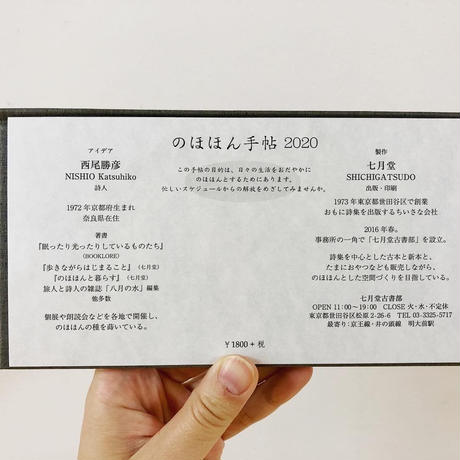 のほほん手帖 2020
この手帖の目的は、日々の生活をおだやかに
のほほんとするためにあります。
忙しいスケジュールからの解放をめざしてみませんか。
アイデア
西尾勝彦
NISHIO Katsuhiko
詩人
1972年京都府生まれ
奈良県在住
著書
『眠ったり光ったりしているものたち』
(BOOKLORE)
『歩きながらはじまること』(七月堂)
『のほほんと暮らす』(七月堂)
旅人と詩人の雑誌「八月の水」編集
他多数
個展や朗読会などを各地で開催し、
のほほんの種を蒔いている。
製作
七月堂
SHICHIGATSUDO
出版・印刷
1973年東京都世田谷区で創業
おもに詩集を出版するちいさな会社
2016年春。
事務所の一角で「七月堂古書部」を設立。
詩集を中心とした古本と新本と、
たまにおやつなども販売しながら、
のほほんとした空間づくりを目指している。
七月堂古書部
OPEN 11:00〜19:00 CLOSE 火・水・不定休
東京都世田谷区松原 2-26-6 TEL 03-3325-5717
最寄り:京王線・井の頭線 明大前駅
¥1800+税